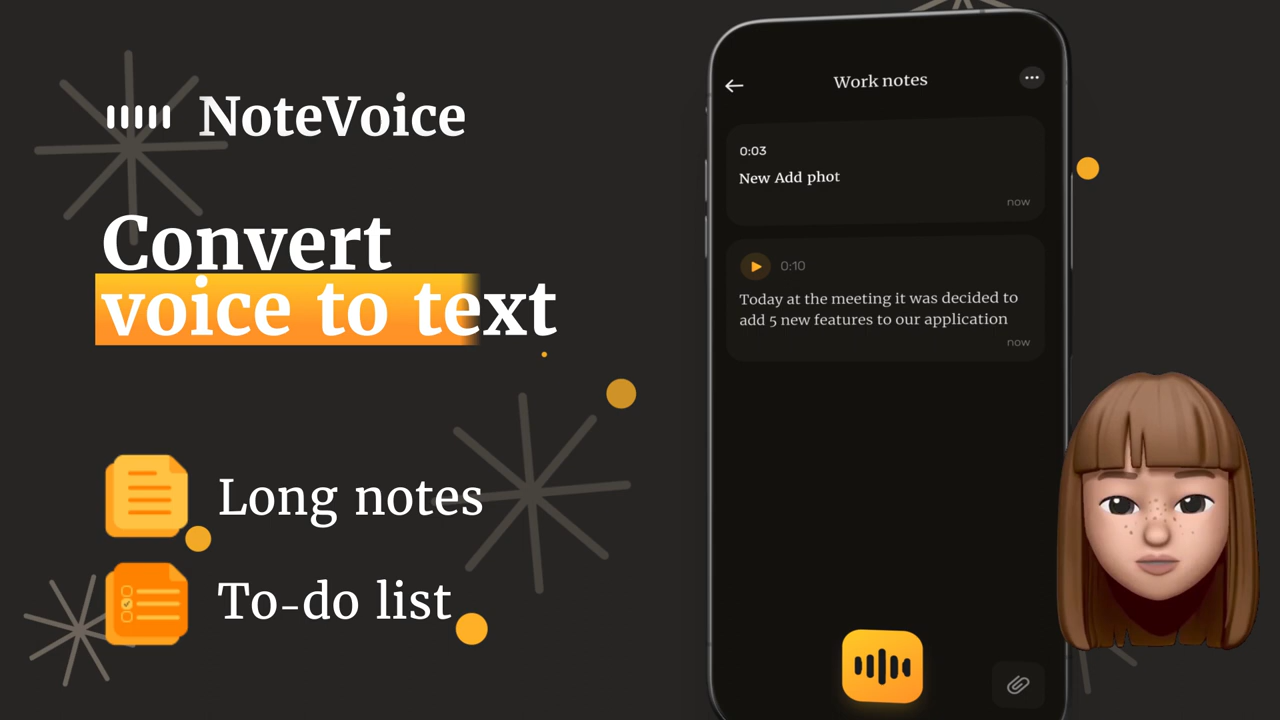 NoteVoice
Convert
voice to text
Long notes
To-do list
Work notes
0:03
New Add phot
now
0:10
Today at the meeting it was decided to
add 5 new features to our application
now